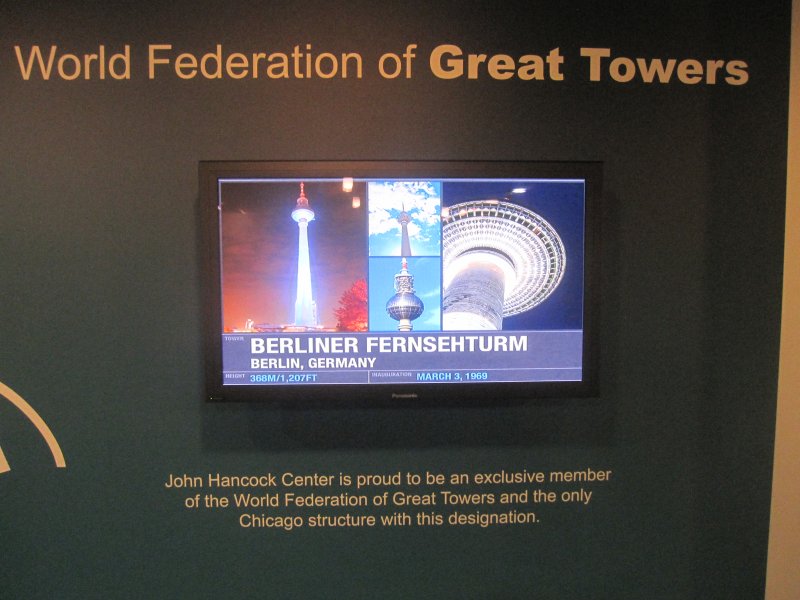 World Federation of Great Towers
TOWER
BERLINER FERNSEHTURM
BERLIN, GERMANY
HEIGHT 368M/1,207FT INAUGURATION MARCH 3, 1969
Panasonic
John Hancock Center is proud to be an exclusive member
of the World Federation of Great Towers and the only
Chicago structure with this designation.